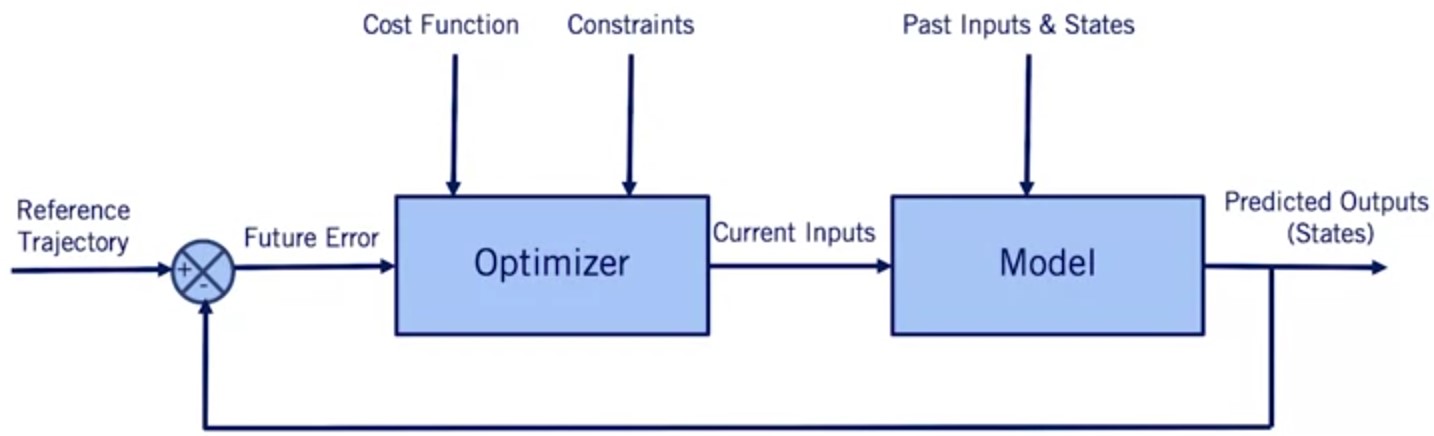 Cost Function
Constraints
Past Inputs & States
Reference
Trajectory
+
-
Future Error
Optimizer
Current Inputs
Model
Predicted Outputs
(States)